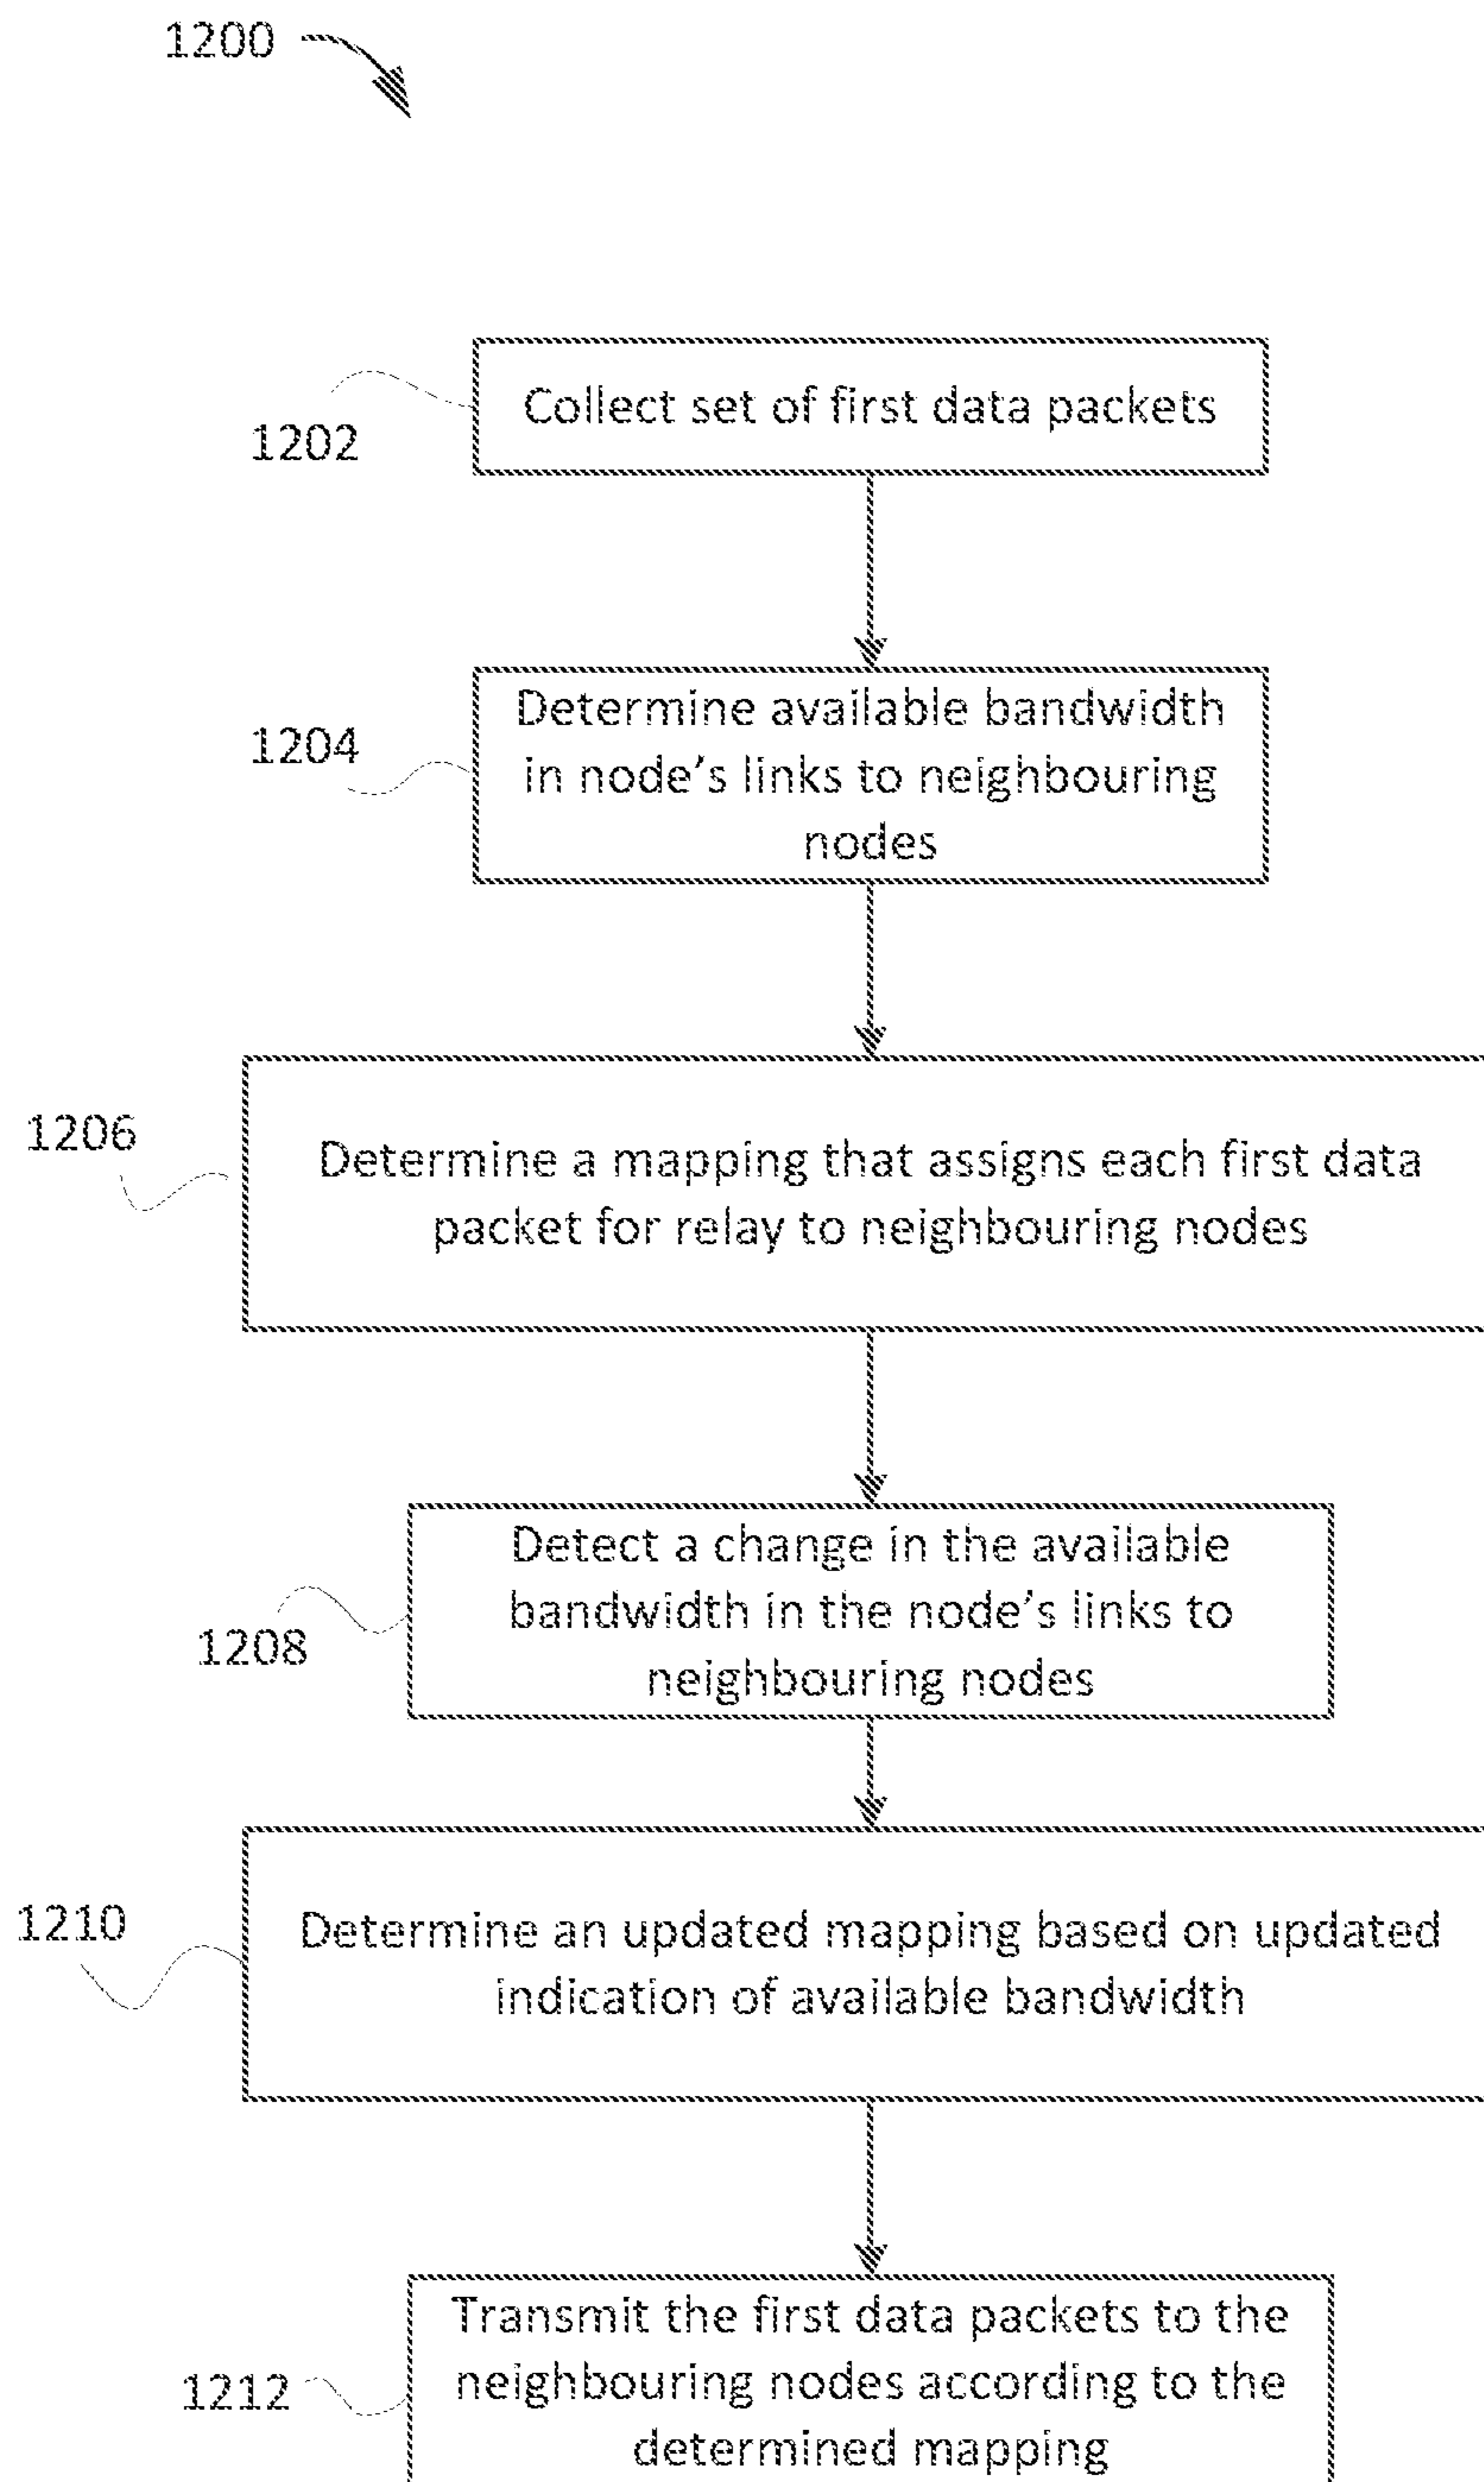 1200
1202
Collect set of first data packets
1204
Determine available bandwidth
in node's links to neighbouring
nodes
1206
Determine a mapping that assigns each first data
packet for relay to neighbouring nodes
1208
Detect a change in the available
bandwidth in the node's links to
neighbouring nodes
1210
Determine an updated mapping based on updated
indication of available bandwidth
1212
Transmit the first data packets to the
neighbouring nodes according to the
determined mapping